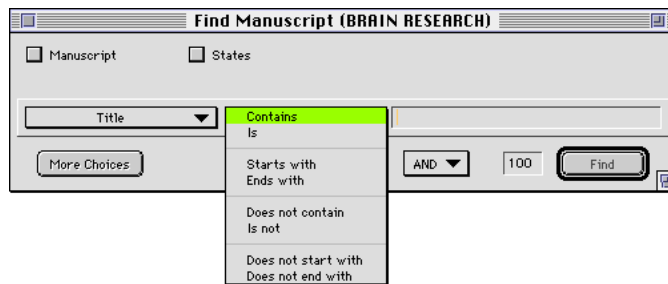 Find Manuscript (BRAIN RESEARCH)
Manuscript States
Title Contains
Is
Starts with
Ends with
Does not contain
Is not
Does not start with
Does not end with
More Choices AND 100 Find